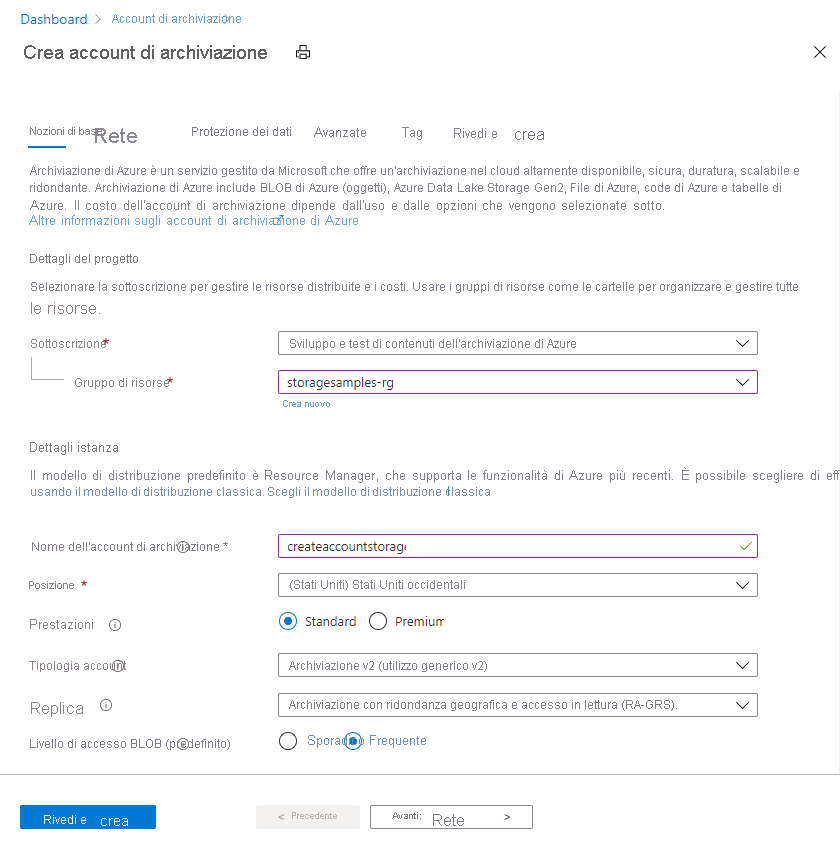 Dashboard > Account di archiviazione
Crea account di archiviazione
Nozioni di base Rete Protezione dei dati Avanzate Tag Rivedi e crea
Archiviazione di Azure è un servizio gestito da Microsoft che offre un'archiviazione nel cloud altamente disponibile, sicura, duratura, scalabile e
ridondante. Archiviazione di Azure include BLOB di Azure (oggetti), Azure Data Lake Storage Gen2, File di Azure, code di Azure e tabelle di
Azure. Il costo dell'account di archiviazione dipende dall'uso e dalle opzioni che vengono selezionate sotto.
Altre informazioni sugli account di archiviazione di Azure
Dettagli del progetto
Selezionare la sottoscrizione per gestire le risorse distribuite e i costi. Usare i gruppi di risorse come le cartelle per organizzare e gestire tutte
le risorse.
Sottoscrizione* Sviluppo e test di contenuti dell'archiviazione di Azure
Gruppo di risorse* storagesamples-rg
Crea nuovo
Dettagli istanza
Il modello di distribuzione predefinito è Resource Manager, che supporta le funzionalità di Azure più recenti. È possibile scegliere di eff
usando il modello di distribuzione classica. Scegli il modello di distribuzione classica
Nome dell'account di archiviazione * createaccountstorage
Posizione * (Stati Uniti) Stati Uniti occidentali
Prestazioni Standard Premium
Tipologia account Archiviazione v2 (utilizzo generico v2)
Replica Archiviazione con ridondanza geografica e accesso in lettura (RA-GRS).
Livello di accesso BLOB (predefinito) Sporadico Frequente
Rivedi e crea < Precedente Avanti: Rete >